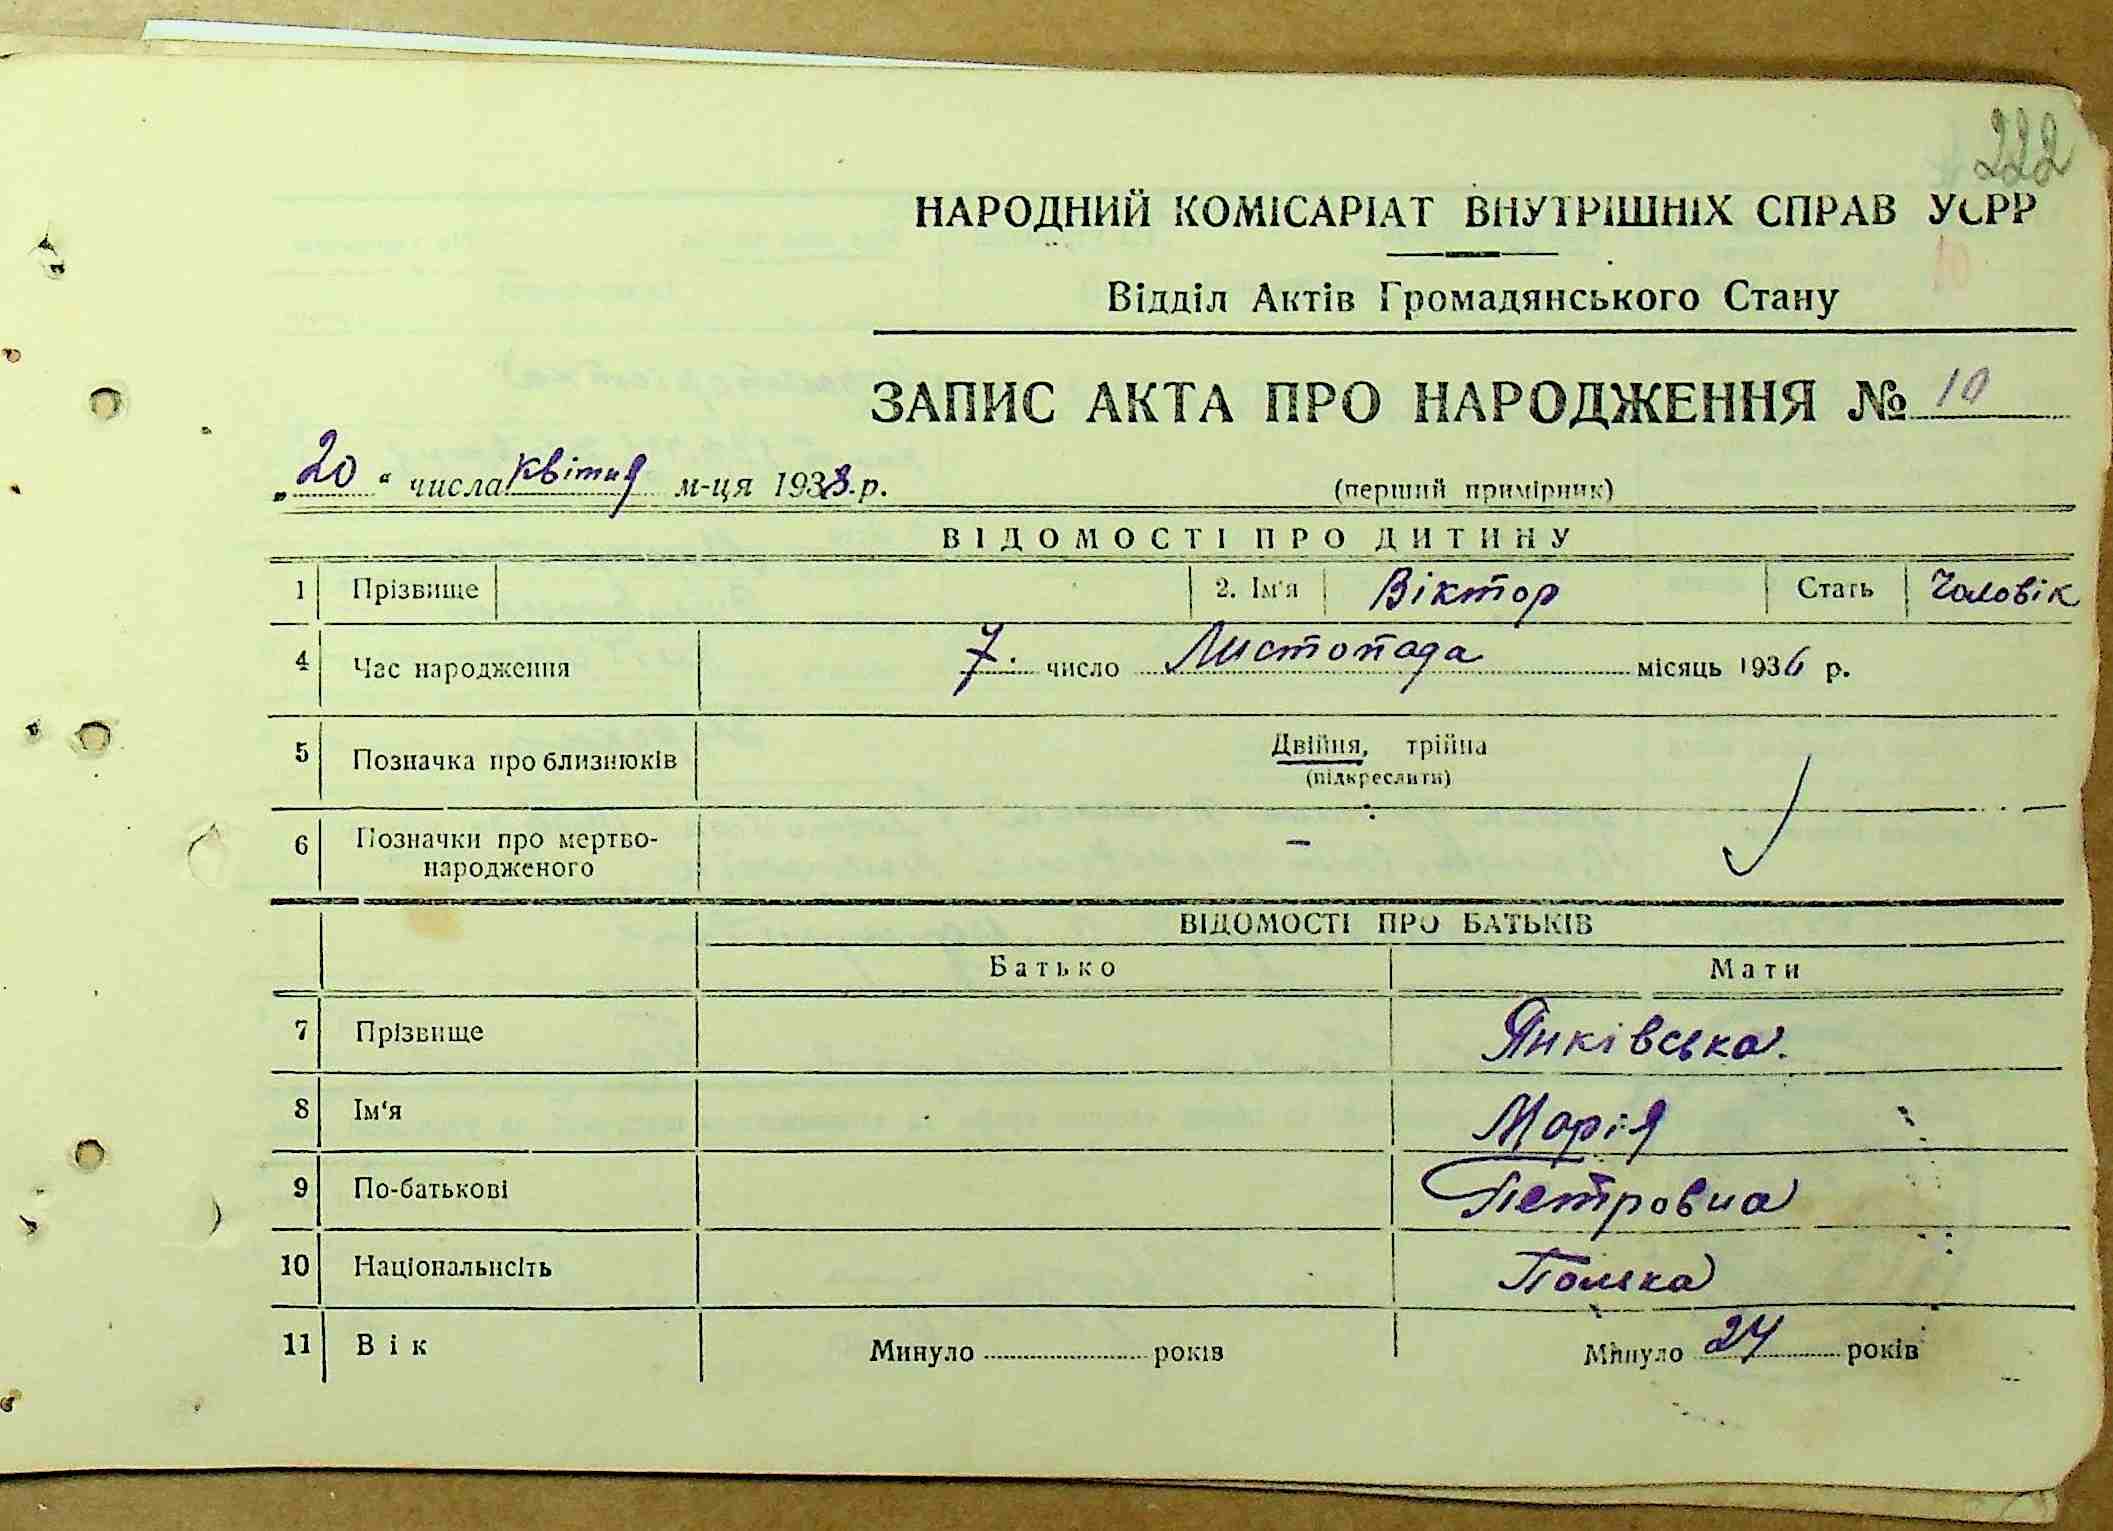 222
НАРОДНИЙ КОМІСАРІАТ ВНУТРІШНІХ СПРАВ УСРР
10
Відділ Актів Громадянського Стану
ЗАПИС АКТА ПРО НАРОДЖЕННЯ № 10
„20“ числа квітня м-ця 1938 р. (перший примірник)
ВІДОМОСТІ ПРО ДИТИНУ
1 Прізвище 2. Ім'я Віктор Стать Чоловік
4 Час народження 7. число Листопада місяць 1936 р.
5 Позначка про близнюків Двійня, трійна
(підкреслити)
6 Позначки про мертво-
народженого –
ВІДОМОСТІ ПРО БАТЬКІВ
Батько Мати
7 Прізвище Янківська.
8 Ім'я Марія
9 По-батькові Петровна
10 Національнсіть Полька
11 Вік Минуло років Минуло 24 років